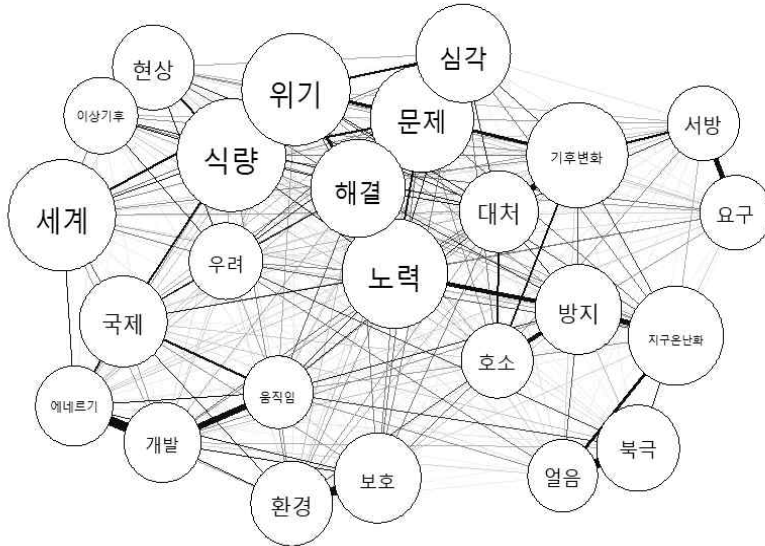 심각
현상
위기
이상기후
문제
서방
식량
기후변화
해결
세계
대처
요구
우려
노력
국제
방지
지구온난화
호소
움직임
에네르기
개발
북극
보호
얼음
환경